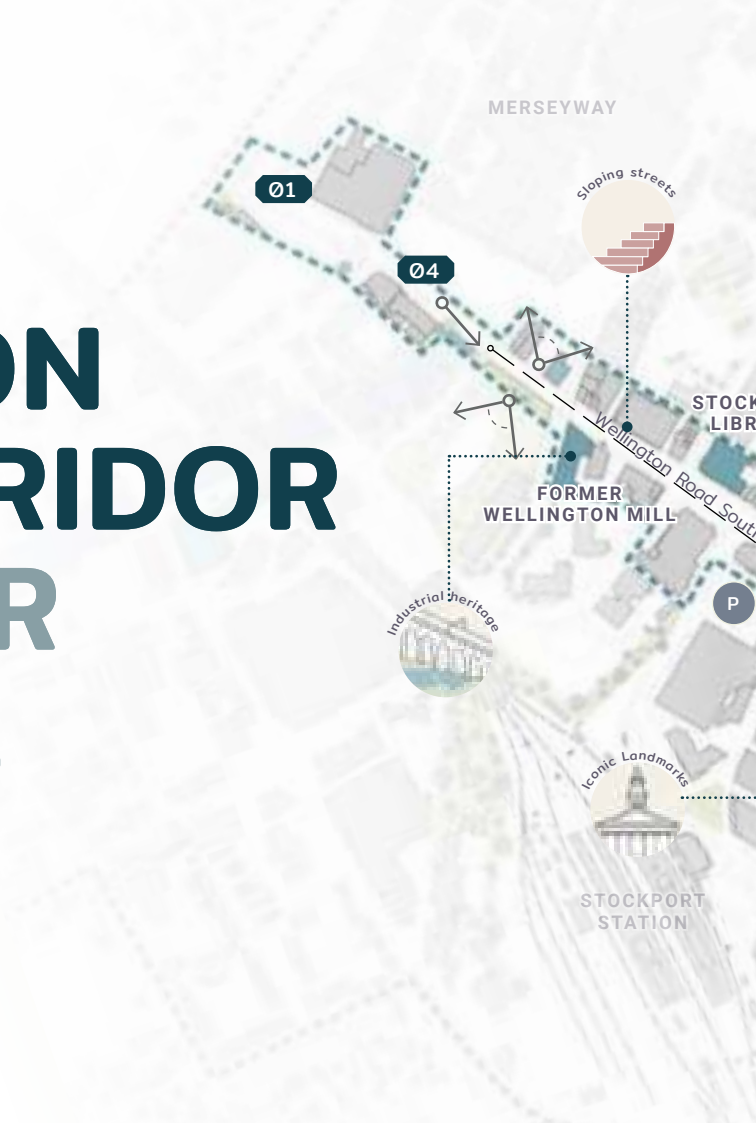 MERSEYWAY
Sloping streets
Ø1
Ø4
ON
RIDOR
R
STOCK
LIBR
Wellington Road South
FORMER
WELLINGTON MILL
P
Industrial heritage
Iconic Landmarks
STOCKPORT
STATION